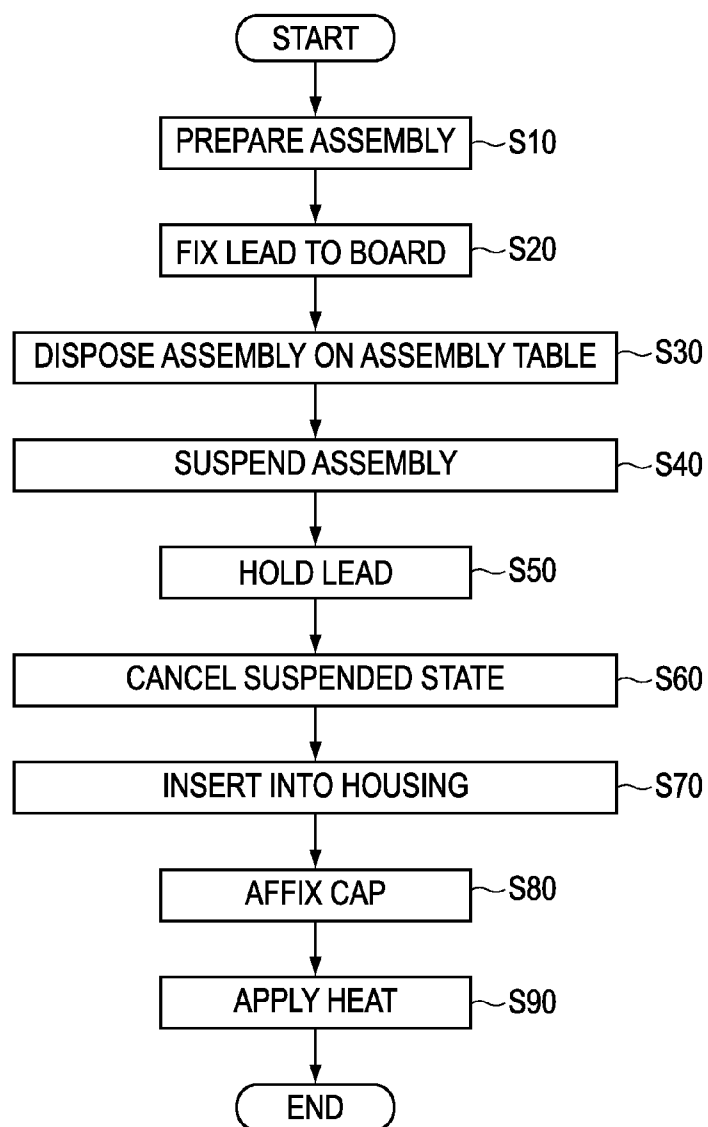 START
PREPARE ASSEMBLY S10
FIX LEAD TO BOARD S20
DISPOSE ASSEMBLY ON ASSEMBLY TABLE S30
SUSPEND ASSEMBLY S40
HOLD LEAD S50
CANCEL SUSPENDED STATE S60
INSERT INTO HOUSING S70
AFFIX CAP S80
APPLY HEAT S90
END